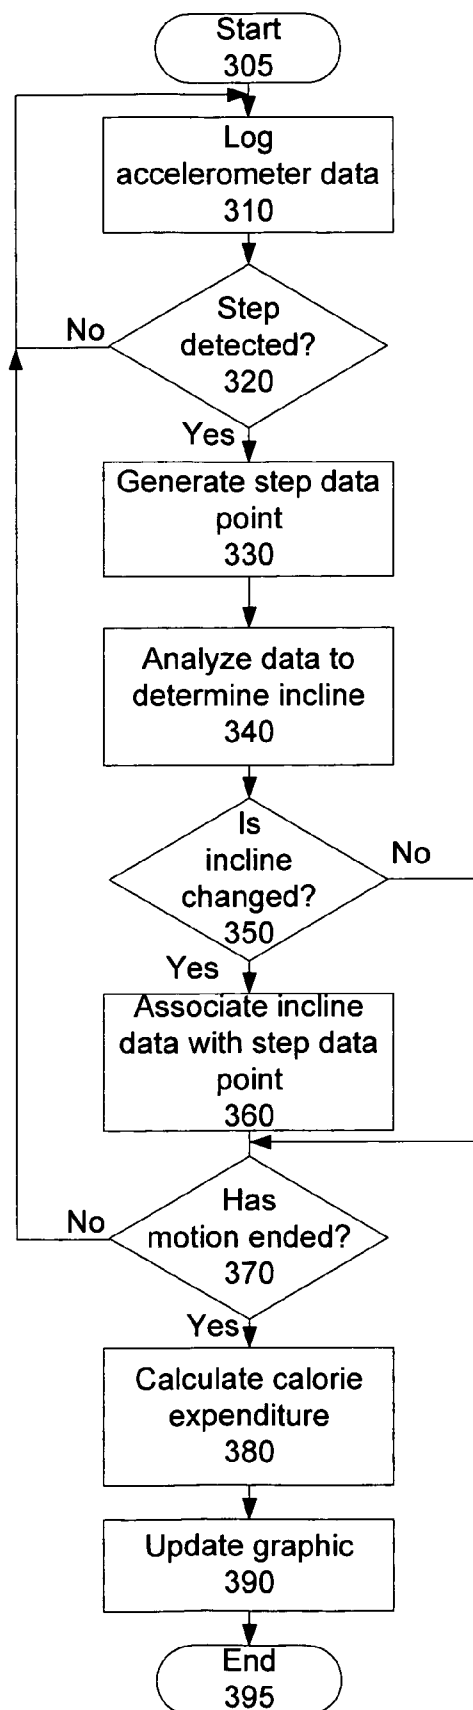 Start
305
Log
accelerometer data
310
Step
detected?
320
No
Yes
Generate step data
point
330
Analyze data to
determine incline
340
Is
incline
changed?
350
No
Yes
Associate incline
data with step data
point
360
Has
motion ended?
370
No
Yes
Calculate calorie
expenditure
380
Update graphic
390
End
395